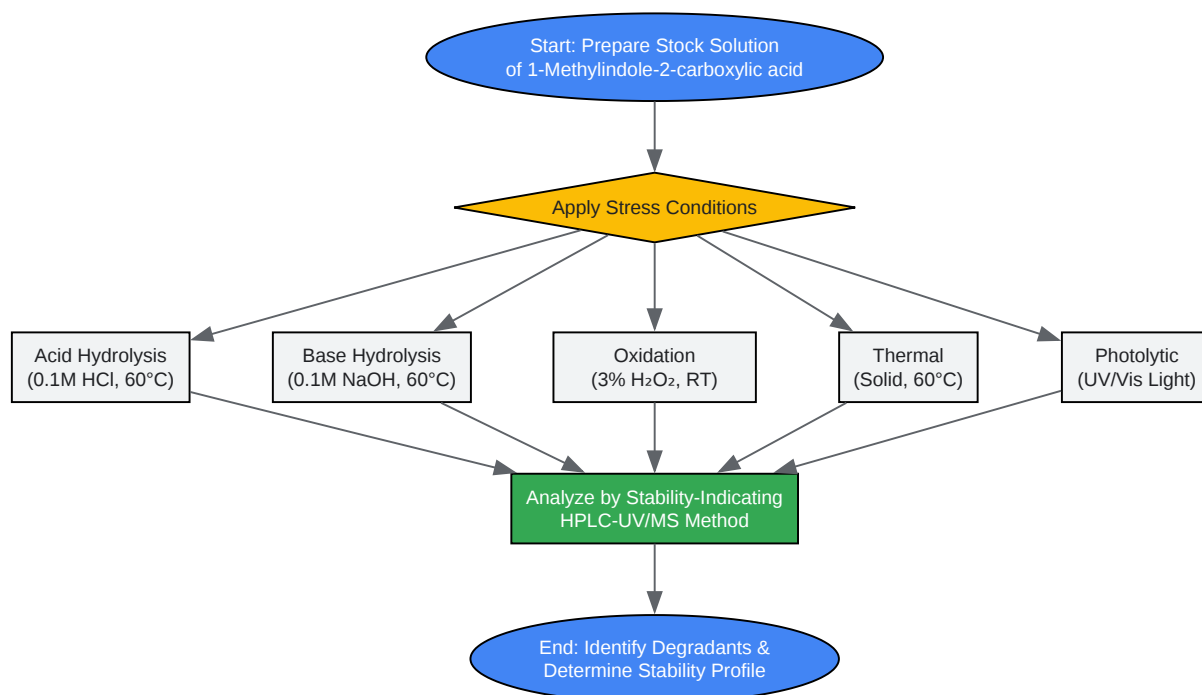 Start: Prepare Stock Solution
of 1-Methylindole-2-carboxylic acid
Apply Stress Conditions
Acid Hydrolysis
(0.1M HCl, 60°C)
Base Hydrolysis
(0.1M NaOH, 60°C)
Oxidation
(3% H₂O₂, RT)
Thermal
(Solid, 60°C)
Photolytic
(UV/Vis Light)
Analyze by Stability-Indicating
HPLC-UV/MS Method
End: Identify Degradants &
Determine Stability Profile